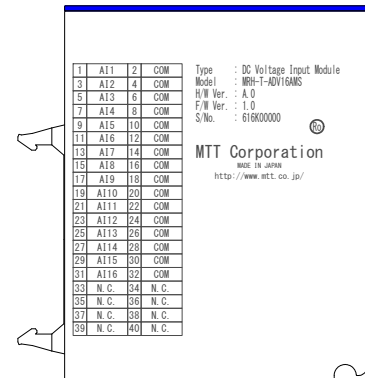 1 AI1 2 COM
3 AI2 4 COM
5 AI3 6 COM
7 AI4 8 COM
9 AI5 10 COM
11 AI6 12 COM
13 AI7 14 COM
15 AI8 16 COM
17 AI9 18 COM
19 AI10 20 COM
21 AI11 22 COM
23 AI12 24 COM
25 AI13 26 COM
27 AI14 28 COM
29 AI15 30 COM
31 AI16 32 COM
33 N.C. 34 N.C.
35 N.C. 36 N.C.
37 N.C. 38 N.C.
39 N.C. 40 N.C.
Type : DC Voltage Input Module
Model : MRH-T-ADV16AMS
H/W Ver. : A.0
F/W Ver. : 1.0
S/No. : 616K00000
Ro
MTT Corporation
MADE IN JAPAN
http://www.mtt.co.jp/